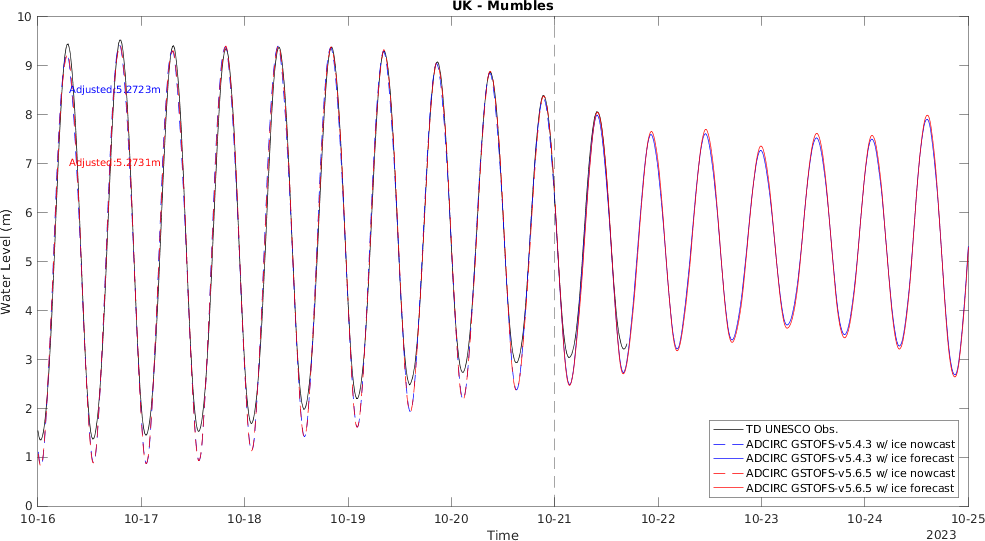 UK - Mumbles
10
9
8
7
6
5
4
3
2
1
0
Water Level (m)
Adjusted:5.2723m
Adjusted:5.2731m
TD UNESCO Obs.
ADCIRC GSTOFS-v5.4.3 w/ ice nowcast
ADCIRC GSTOFS-v5.4.3 w/ ice forecast
ADCIRC GSTOFS-v5.6.5 w/ ice nowcast
ADCIRC GSTOFS-v5.6.5 w/ ice forecast
10-16 10-17 10-18 10-19 10-20 10-21 10-22 10-23 10-24 10-25
Time
2023